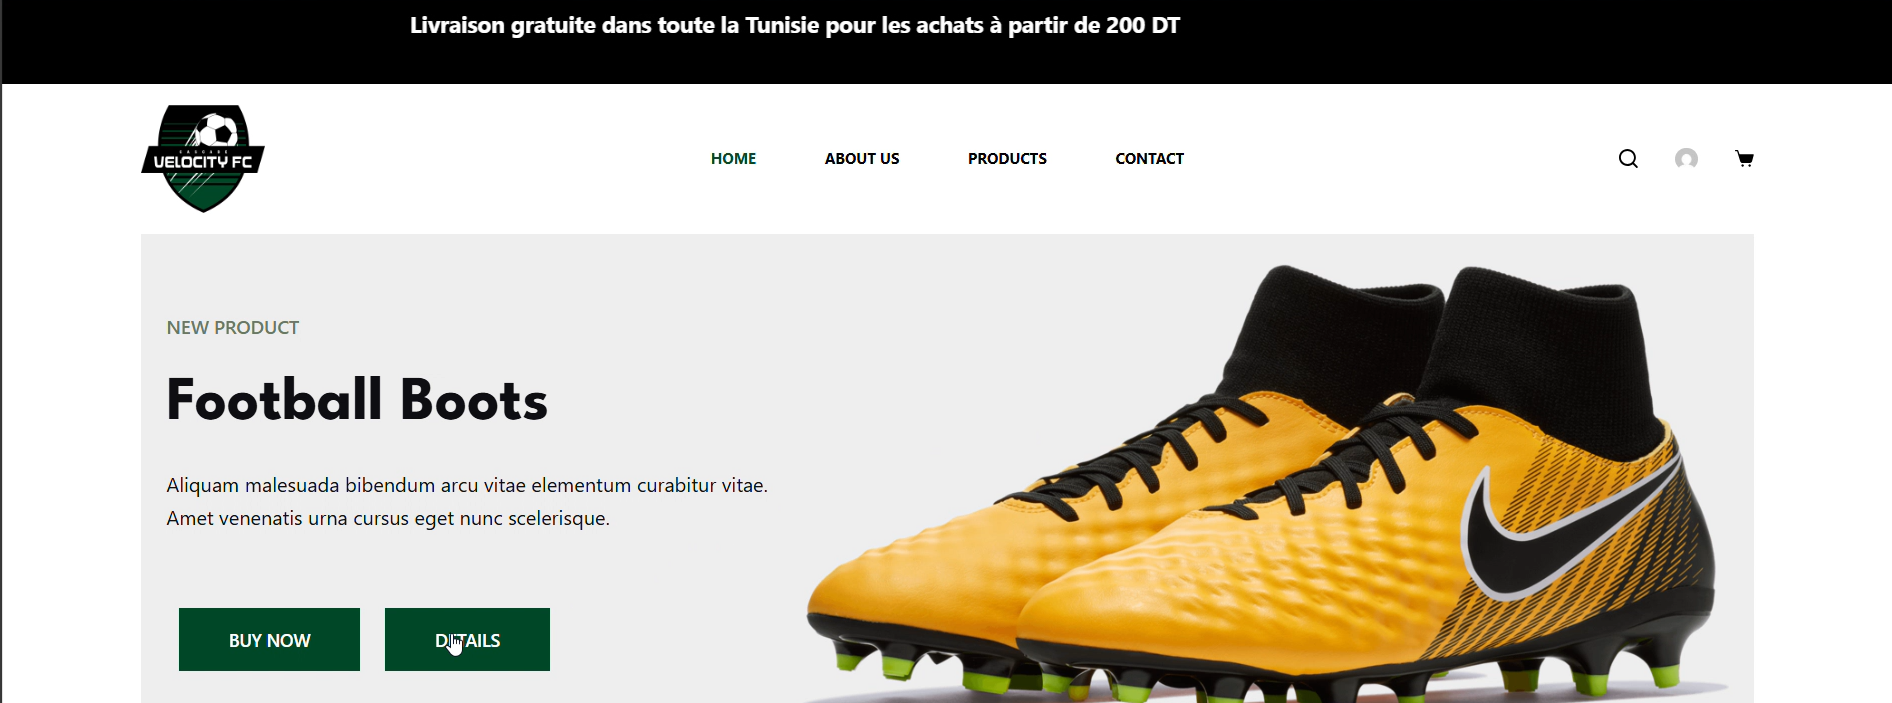 Livraison gratuite dans toute la Tunisie pour les achats à partir de 200 DT
VELOCITY FC
HOME
ABOUT US
PRODUCTS
CONTACT
NEW PRODUCT
Football Boots
Aliquam malesuada bibendum arcu vitae elementum curabitur vitae.
Amet venenatis urna cursus eget nunc scelerisque.
BUY NOW
DETAILS